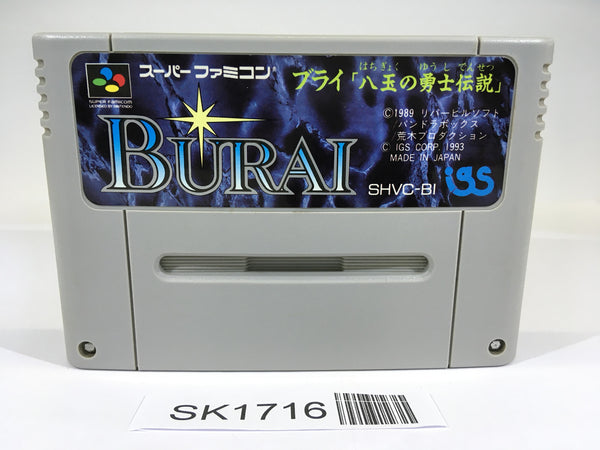 スーパーファミコン®
SUPER FAMICOM
LICENSED BY NINTENDO
はちぎょく ゆうし でんせつ
ブライ「八玉の勇士伝説」
©1989 リバーヒルソフト
パンドラボックス
荒木プロダクション
© IGS CORP. 1993
MADE IN JAPAN
BURAI
SHVC-BI
igs
SK1716